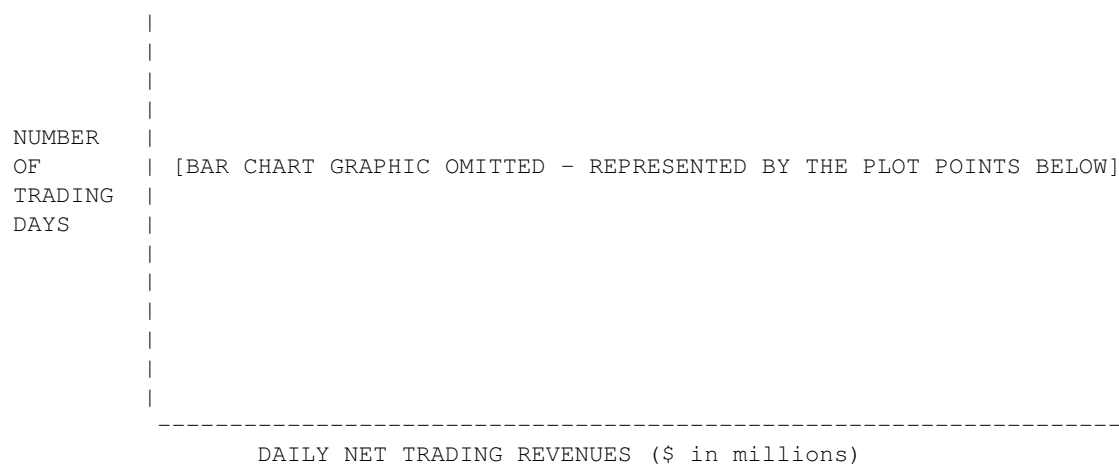 NUMBER
OF [BAR CHART GRAPHIC OMITTED - REPRESENTED BY THE PLOT POINTS BELOW]
TRADING
DAYS
DAILY NET TRADING REVENUES ($ in millions)